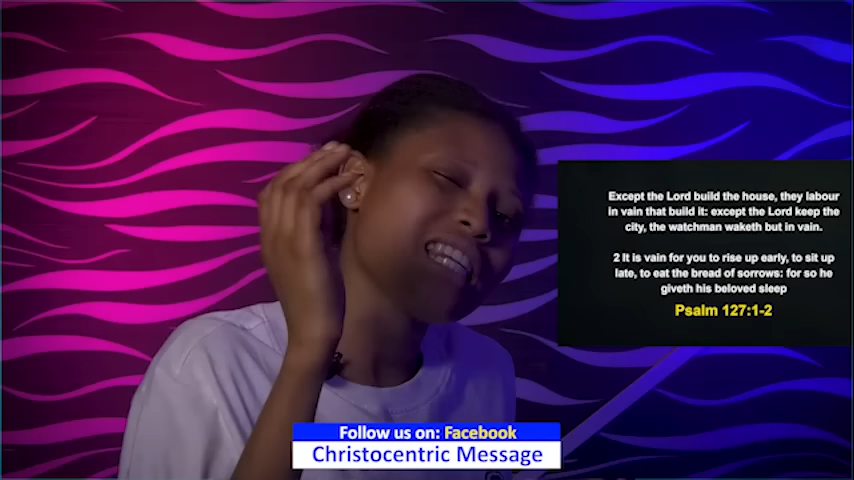 Except the Lord build the house, they labour
in vain that build it: except the Lord keep the
city, the watchman waketh but in vain.
2 It is vain for you to rise up early, to sit up
late, to eat the bread of sorrows: for so he
giveth his beloved sleep
Psalm 127:1-2
Follow us on: Facebook
Christocentric Message